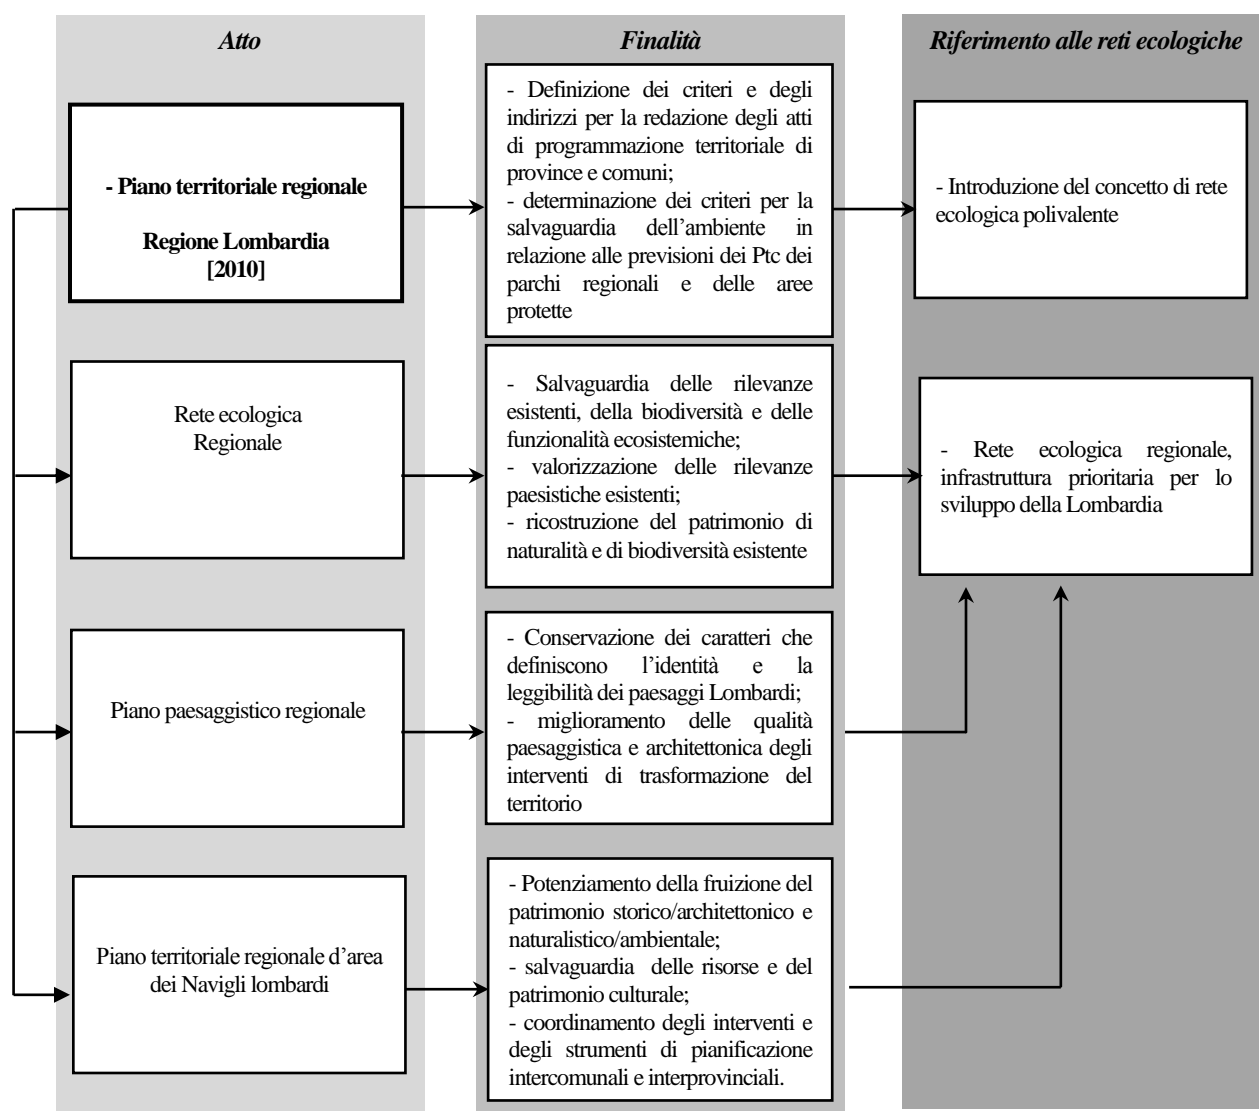 Atto
Finalità
Riferimento alle reti ecologiche
- Piano territoriale regionale
Regione Lombardia
[2010]
- Definizione dei criteri e degli
indirizzi per la redazione degli atti
di programmazione territoriale di
province e comuni;
- determinazione dei criteri per la
salvaguardia dell’ambiente in
relazione alle previsioni dei Ptc dei
parchi regionali e delle aree
protette
- Introduzione del concetto di rete
ecologica polivalente
Rete ecologica
Regionale
- Salvaguardia delle rilevanze
esistenti, della biodiversità e delle
funzionalità ecosistemiche;
- valorizzazione delle rilevanze
paesistiche esistenti;
- ricostruzione del patrimonio di
naturalità e di biodiversità esistente
- Rete ecologica regionale,
infrastruttura prioritaria per lo
sviluppo della Lombardia
Piano paesaggistico regionale
- Conservazione dei caratteri che
definiscono l’identità e la
leggibilità dei paesaggi Lombardi;
- miglioramento delle qualità
paesaggistica e architettonica degli
interventi di trasformazione del
territorio
Piano territoriale regionale d’area
dei Navigli lombardi
- Potenziamento della fruizione del
patrimonio storico/architettonico e
naturalistico/ambientale;
- salvaguardia delle risorse e del
patrimonio culturale;
- coordinamento degli interventi e
degli strumenti di pianificazione
intercomunali e interprovinciali.